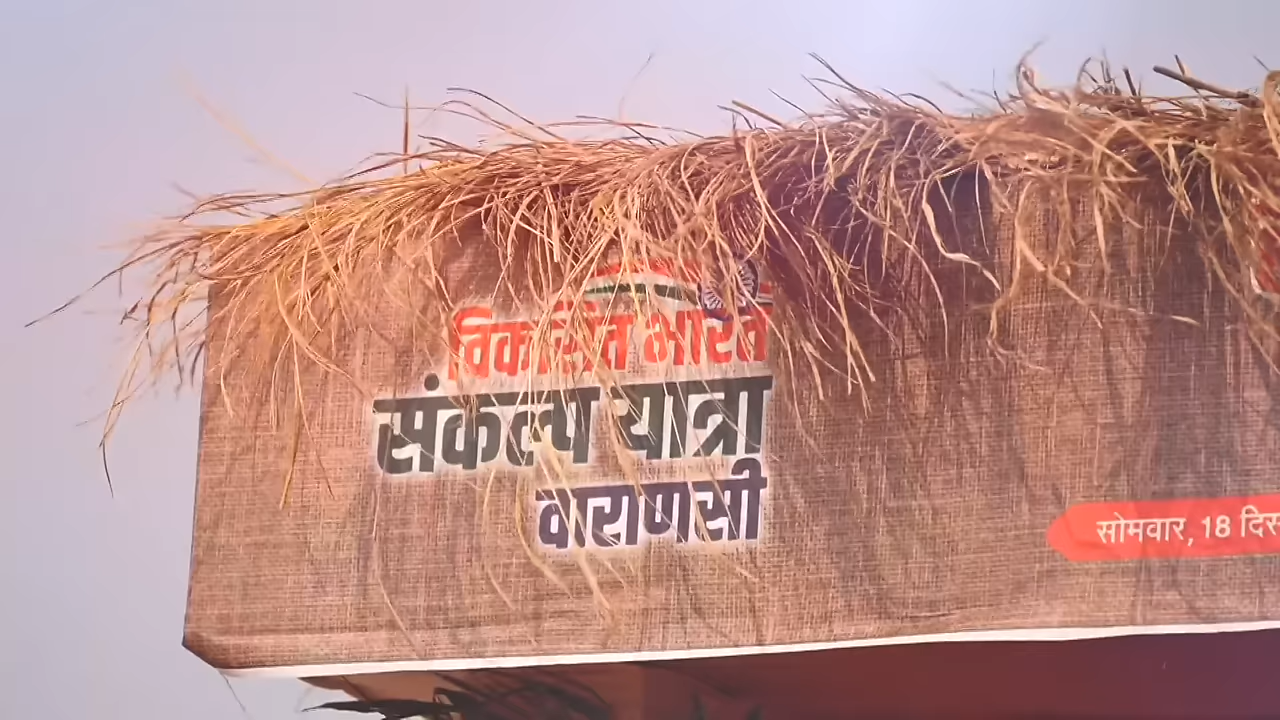 विकसित भारत
संकल्प यात्रा
वाराणसी
सोमवार, 18